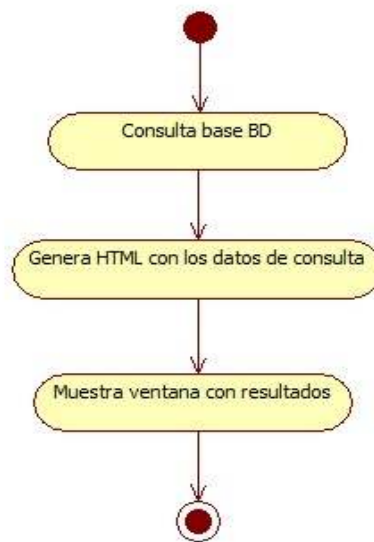 Consulta base BD
Genera HTML con los datos de consulta
Muestra ventana con resultados